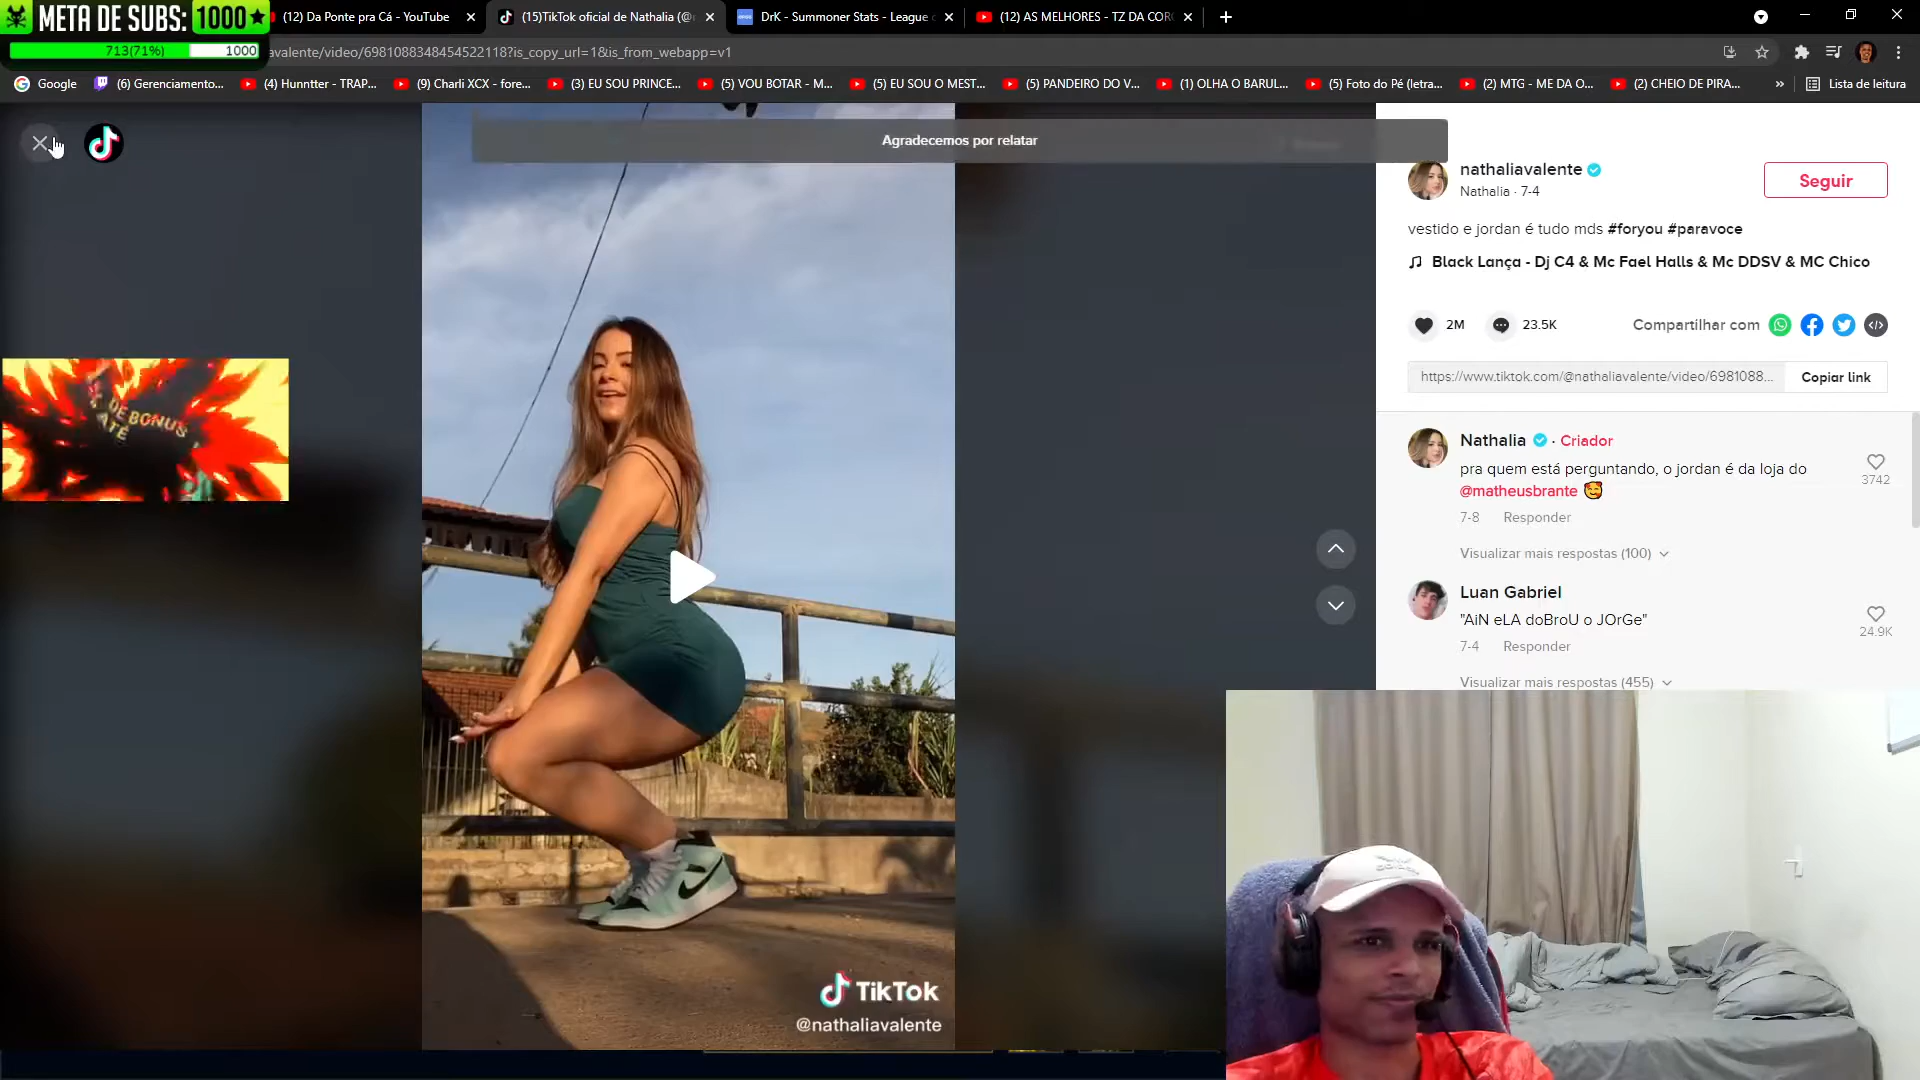 META DE SUBS: 1000
713(71%) 1000
(12) Da Ponte pra Cá - YouTube
(15)TikTok oficial de Nathalia (@
DrK - Summoner Stats - League
(12) AS MELHORES - TZ DA COR
avalente/video/6981088348454522118?is_copy_url=1&is_from_webapp=v1
Google
(6) Gerenciamento...
(4) Hunntter - TRAP...
(9) Charli XCX - fore...
(3) EU SOU PRINCE...
(5) VOU BOTAR - M...
(5) EU SOU O MEST...
(5) PANDEIRO DO V...
(1) OLHA O BARUL...
(5) Foto do Pé (letra...
(2) MTG - ME DA O...
(2) CHEIO DE PIRA...
»
Lista de leitura
Agradecemos por relatar
nathaliavalente
Nathalia · 7-4
Seguir
vestido e jordan é tudo mds #foryou #paravoce
Black Lança - Dj C4 & Mc Fael Halls & Mc DDSV & MC Chico
2M
23.5K
Compartilhar com
https://www.tiktok.com/@nathaliavalente/video/6981088...
Copiar link
Nathalia · Criador
pra quem está perguntando, o jordan é da loja do
@matheusbrante 🥰
3742
7-8 Responder
Visualizar mais respostas (100)
Luan Gabriel
"AiN eLA doBroU o JOrGe"
24.9K
7-4 Responder
Visualizar mais respostas (455)
DE BONUS
ATÉ
TikTok
@nathaliavalente